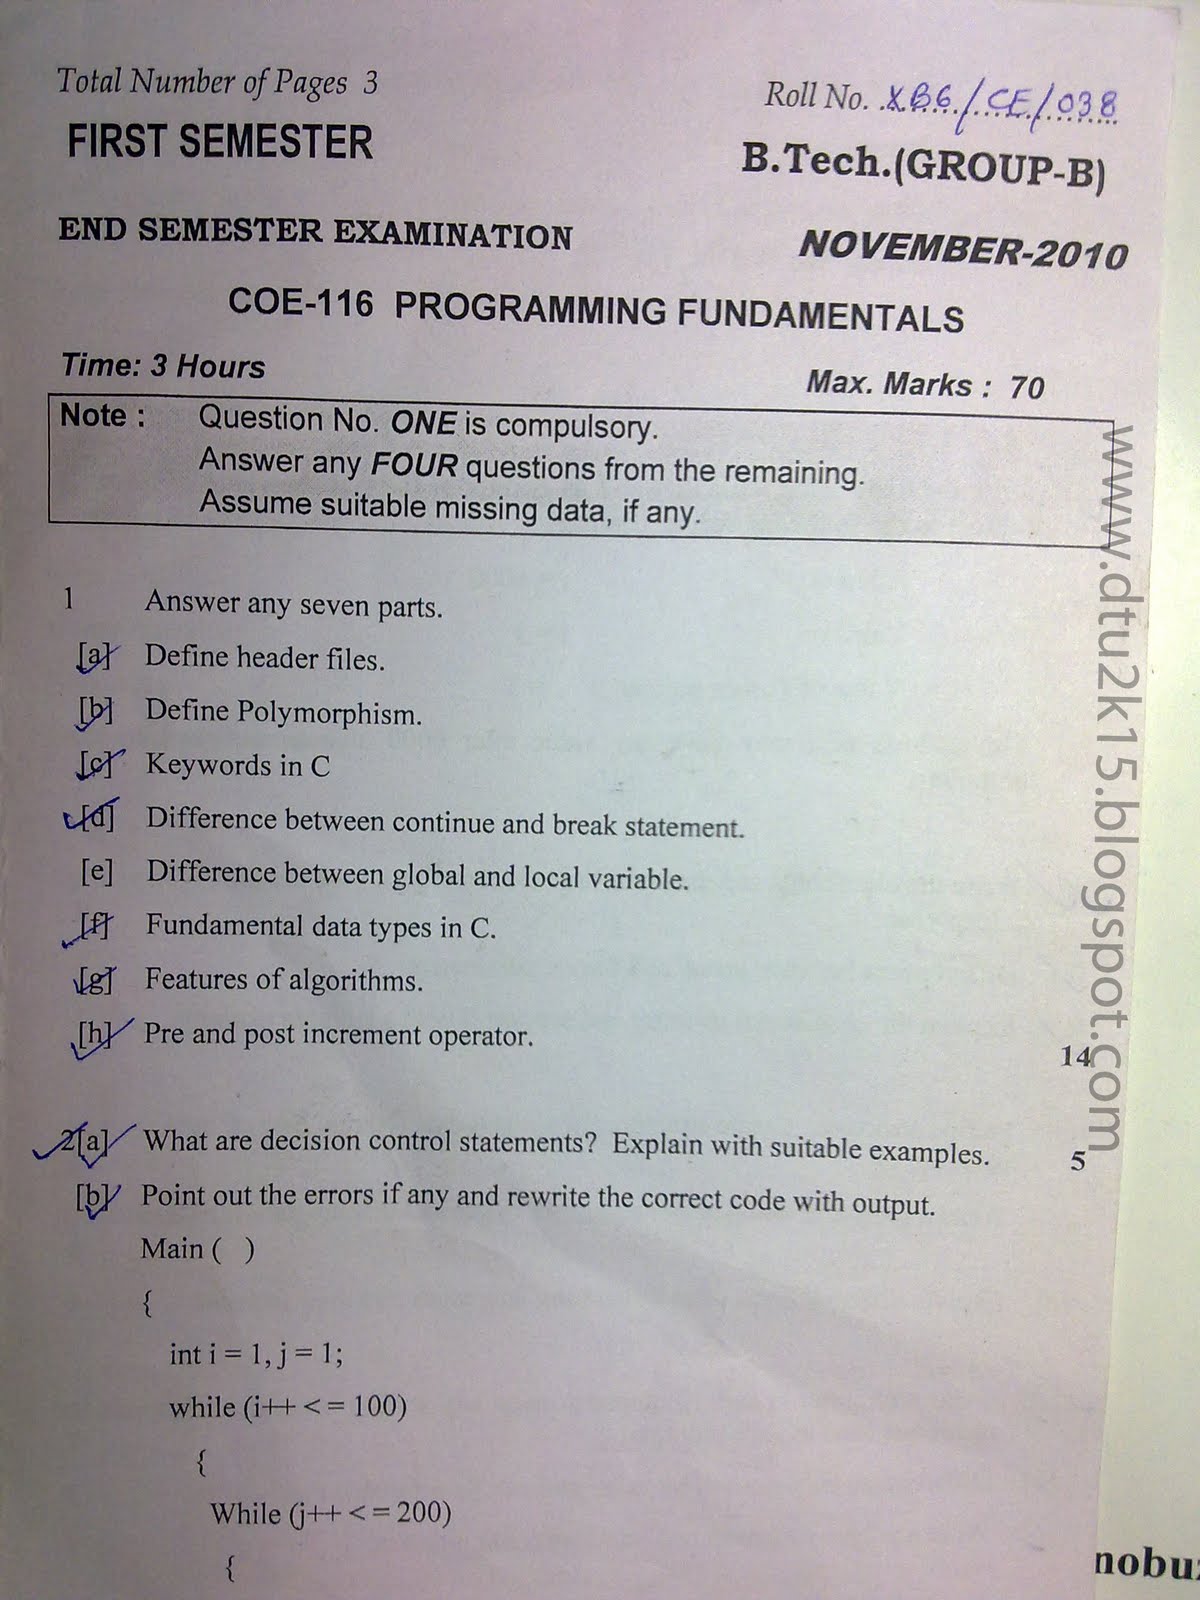 Total Number of Pages 3
Roll No. XB6/CE/038
FIRST SEMESTER
B.Tech.(GROUP-B)
END SEMESTER EXAMINATION
NOVEMBER-2010
COE-116 PROGRAMMING FUNDAMENTALS
Time: 3 Hours
Max. Marks : 70
Note : Question No. ONE is compulsory.
Answer any FOUR questions from the remaining.
Assume suitable missing data, if any.
1 Answer any seven parts.
[a] Define header files.
[b] Define Polymorphism.
[c] Keywords in C
[d] Difference between continue and break statement.
[e] Difference between global and local variable.
[f] Fundamental data types in C.
[g] Features of algorithms.
[h] Pre and post increment operator.
14
2[a] What are decision control statements? Explain with suitable examples. 5
[b] Point out the errors if any and rewrite the correct code with output.
Main ( )
{
int i = 1, j = 1;
while (i++ < = 100)
{
While (j++ < = 200)
{
www.dtu2k15.blogspot.com